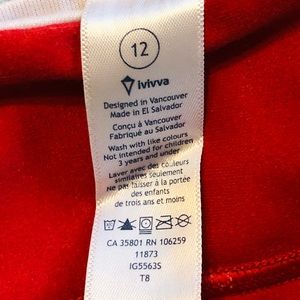 12
ivivva
Designed in Vancouver
Made in El Salvador
Conçu à Vancouver
Fabriqué au Salvador
Wash with like colours
Not intended for children
3 years and under
Laver avec des couleurs
similaires seulement
Ne pas laisser à la portée
des enfants
de trois ans et moins
CA 35801 RN 106259
11873
IG5563S
T8